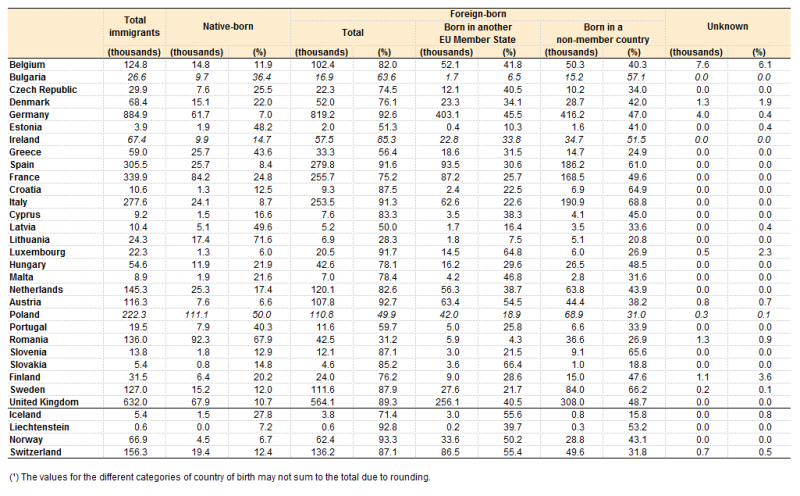 Total immigrants Native-born Foreign-born Unknown
Total Born in another EU Member State Born in a non-member country
(thousands) (thousands) (%) (thousands) (%) (thousands) (%) (thousands) (%) (thousands) (%)
Belgium 124.8 14.8 11.9 102.4 82.0 52.1 41.8 50.3 40.3 7.6 6.1
Bulgaria 26.6 9.7 36.4 16.9 63.6 1.7 6.5 15.2 57.1 0.0 0.0
Czech Republic 29.9 7.6 25.5 22.3 74.5 12.1 40.5 10.2 34.0 0.0 0.0
Denmark 68.4 15.1 22.0 52.0 76.1 23.3 34.1 28.7 42.0 1.3 1.9
Germany 884.9 61.7 7.0 819.2 92.6 403.1 45.5 416.2 47.0 4.0 0.4
Estonia 3.9 1.9 48.2 2.0 51.3 0.4 10.3 1.6 41.0 0.0 0.4
Ireland 67.4 9.9 14.7 57.5 85.3 22.8 33.8 34.7 51.5 0.0 0.0
Greece 59.0 25.7 43.6 33.3 56.4 18.6 31.5 14.7 24.9 0.0 0.0
Spain 305.5 25.7 8.4 279.8 91.6 93.5 30.6 186.2 61.0 0.0 0.0
France 339.9 84.2 24.8 255.7 75.2 87.2 25.7 168.5 49.6 0.0 0.0
Croatia 10.6 1.3 12.5 9.3 87.5 2.4 22.5 6.9 64.9 0.0 0.0
Italy 277.6 24.1 8.7 253.5 91.3 62.6 22.6 190.9 68.8 0.0 0.0
Cyprus 9.2 1.5 16.6 7.6 83.3 3.5 38.3 4.1 45.0 0.0 0.0
Latvia 10.4 5.1 49.6 5.2 50.0 1.7 16.4 3.5 33.6 0.0 0.4
Lithuania 24.3 17.4 71.6 6.9 28.3 1.8 7.5 5.1 20.8 0.0 0.0
Luxembourg 22.3 1.3 6.0 20.5 91.7 14.5 64.8 6.0 26.9 0.5 2.3
Hungary 54.6 11.9 21.9 42.6 78.1 16.2 29.6 26.5 48.5 0.0 0.0
Malta 8.9 1.9 21.6 7.0 78.4 4.2 46.8 2.8 31.6 0.0 0.0
Netherlands 145.3 25.3 17.4 120.1 82.6 56.3 38.7 63.8 43.9 0.0 0.0
Austria 116.3 7.6 6.6 107.8 92.7 63.4 54.5 44.4 38.2 0.8 0.7
Poland 222.3 111.1 50.0 110.8 49.9 42.0 18.9 68.9 31.0 0.3 0.1
Portugal 19.5 7.9 40.3 11.6 59.7 5.0 25.8 6.6 33.9 0.0 0.0
Romania 136.0 92.3 67.9 42.5 31.2 5.9 4.3 36.6 26.9 1.3 0.9
Slovenia 13.8 1.8 12.9 12.1 87.1 3.0 21.5 9.1 65.6 0.0 0.0
Slovakia 5.4 0.8 14.8 4.6 85.2 3.6 66.4 1.0 18.8 0.0 0.0
Finland 31.5 6.4 20.2 24.0 76.2 9.0 28.6 15.0 47.6 1.1 3.6
Sweden 127.0 15.2 12.0 111.6 87.9 27.6 21.7 84.0 66.2 0.2 0.1
United Kingdom 632.0 67.9 10.7 564.1 89.3 256.1 40.5 308.0 48.7 0.0 0.0
Iceland 5.4 1.5 27.8 3.8 71.4 3.0 55.6 0.8 15.8 0.0 0.8
Liechtenstein 0.6 0.0 7.2 0.6 92.8 0.2 39.7 0.3 53.2 0.0 0.0
Norway 66.9 4.5 6.7 62.4 93.3 33.6 50.2 28.8 43.1 0.0 0.0
Switzerland 156.3 19.4 12.4 136.2 87.1 86.5 55.4 49.6 31.8 0.7 0.5
(¹) The values for the different categories of country of birth may not sum to the total due to rounding.